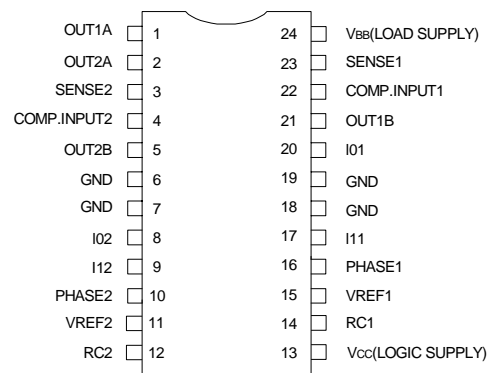 OUT1A 1 24 VBB(LOAD SUPPLY)
OUT2A 2 23 SENSE1
SENSE2 3 22 COMP.INPUT1
COMP.INPUT2 4 21 OUT1B
OUT2B 5 20 I01
GND 6 19 GND
GND 7 18 GND
I02 8 17 I11
I12 9 16 PHASE1
PHASE2 10 15 VREF1
VREF2 11 14 RC1
RC2 12 13 Vcc(LOGIC SUPPLY)